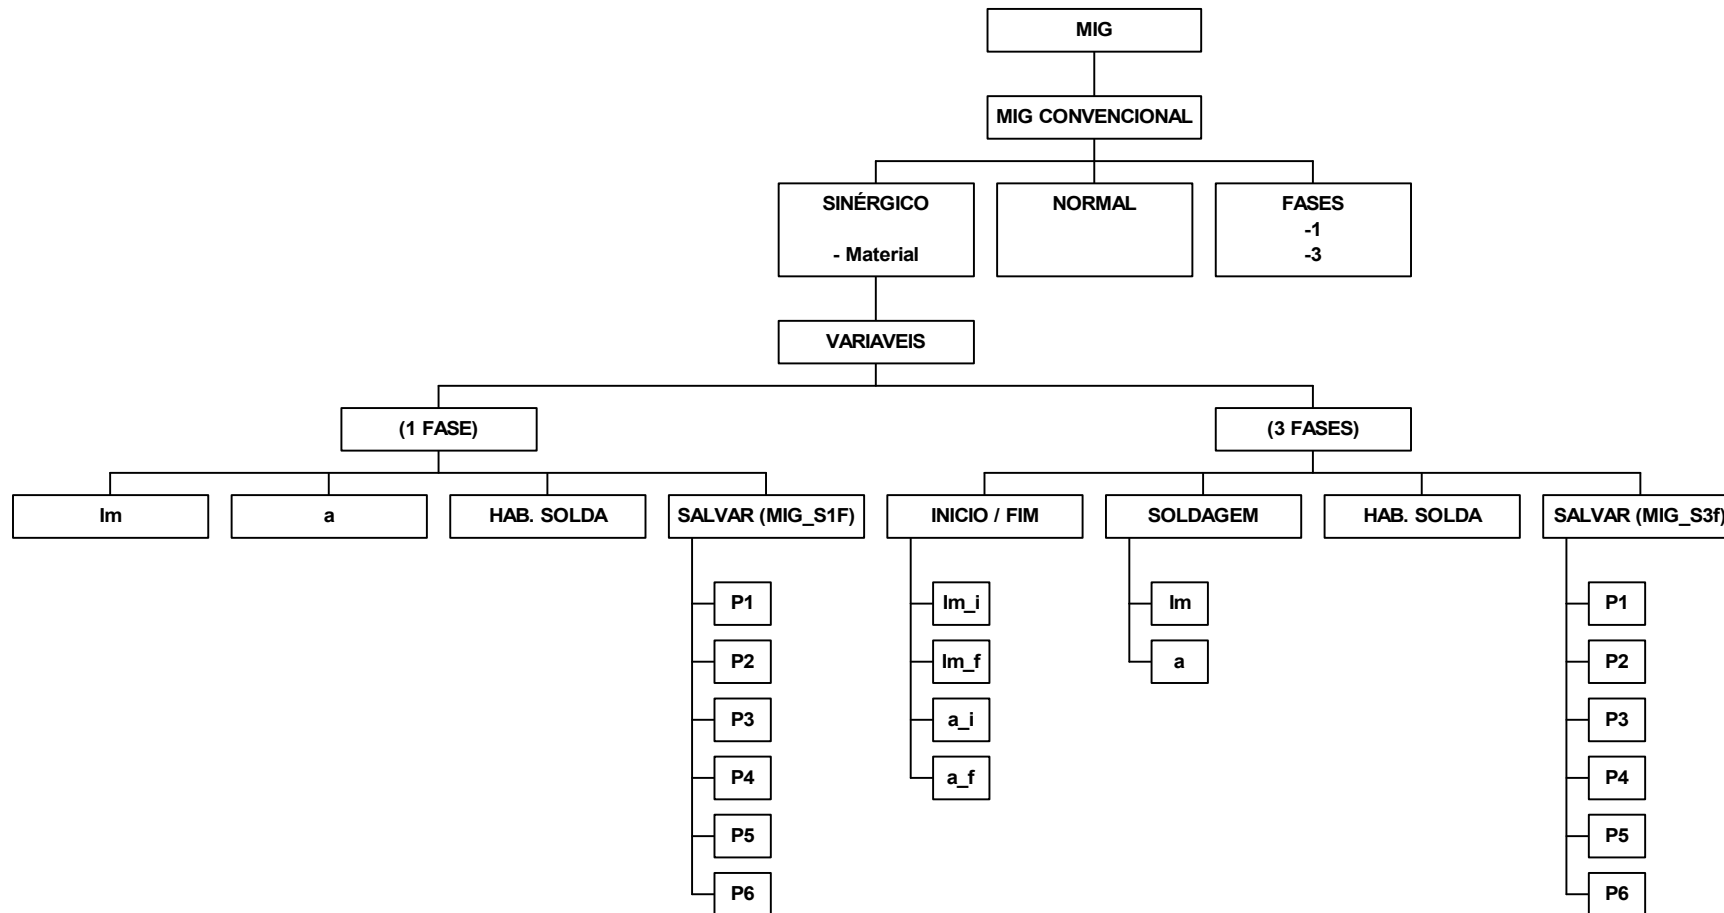 MIG
MIG CONVENCIONAL
SINÉRGICO
- Material
NORMAL
FASES
-1
-3
VARIAVEIS
(1 FASE)
(3 FASES)
Im
a
HAB. SOLDA
SALVAR (MIG_S1F)
INICIO / FIM
SOLDAGEM
HAB. SOLDA
SALVAR (MIG_S3f)
P1
P2
P3
P4
P5
P6
Im_i
Im_f
a_i
a_f
Im
a
P1
P2
P3
P4
P5
P6